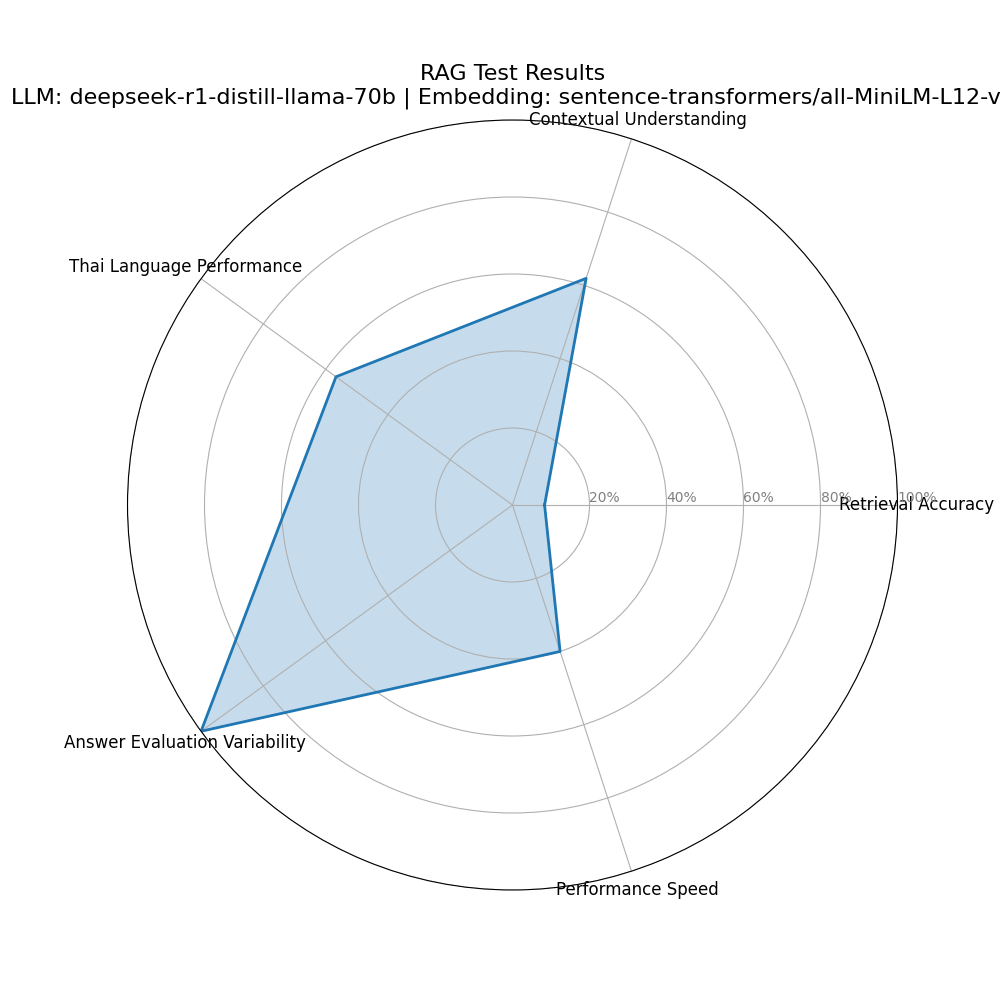 RAG Test Results
LLM: deepseek-r1-distill-llama-70b | Embedding: sentence-transformers/all-MiniLM-L12-v
Contextual Understanding
Thai Language Performance
20%
40%
60%
80%
100%
Retrieval Accuracy
Answer Evaluation Variability
Performance Speed